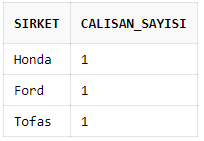 SIRKET CALISAN_SAYISI
Honda 1
Ford 1
Tofas 1